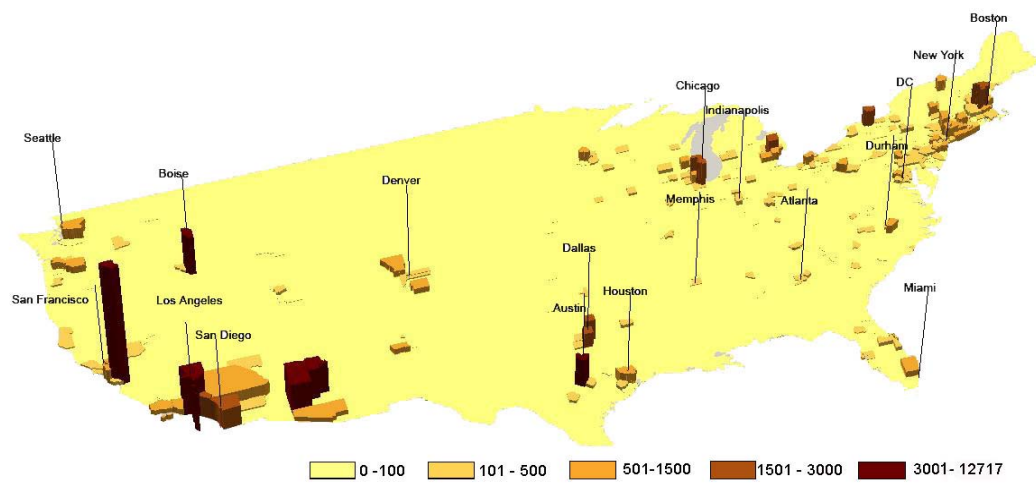 Boston
New York
Chicago
DC
Indianapolis
Seattle
Durham
Boise
Denver
Memphis
Atlanta
Dallas
San Francisco
Los Angeles
Houston
Miami
Austin
San Diego
0 -100
101 - 500
501-1500
1501 - 3000
3001- 12717